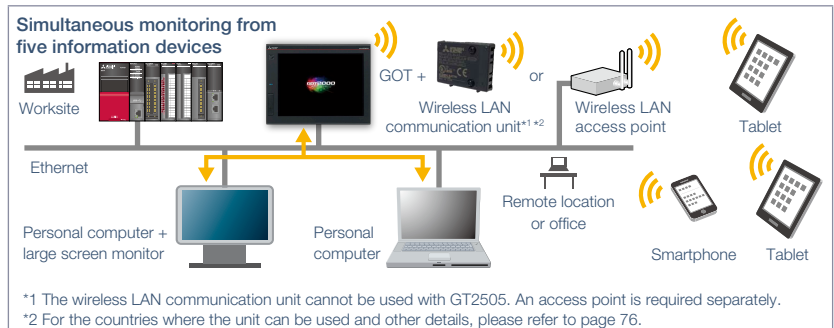 Simultaneous monitoring from
five information devices
Worksite
GOT2000
GOT +
Wireless LAN
communication unit*1 *2
or
Wireless LAN
access point
Tablet
Ethernet
Personal computer +
large screen monitor
Personal
computer
Remote location
or office
Smartphone
Tablet
*1 The wireless LAN communication unit cannot be used with GT2505. An access point is required separately.
*2 For the countries where the unit can be used and other details, please refer to page 76.